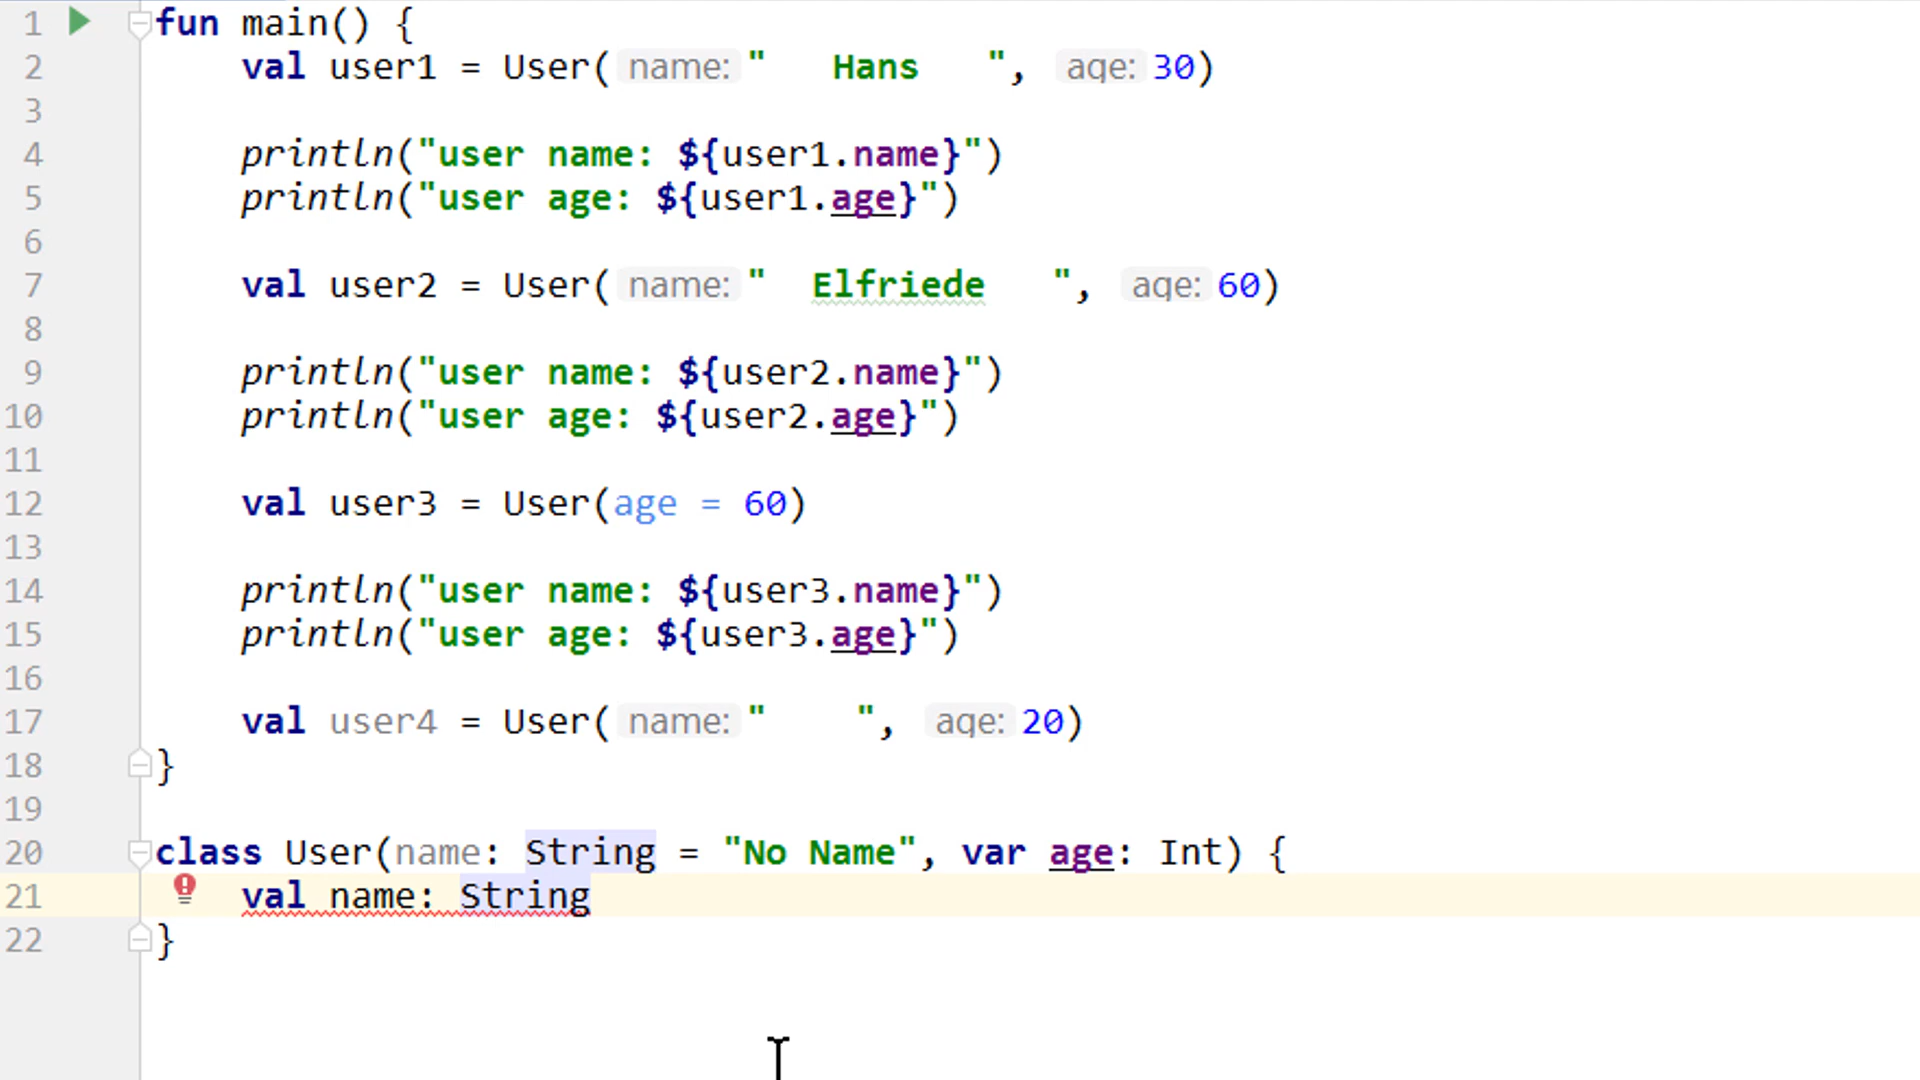 1 fun main() {
2 val user1 = User( name: "   Hans   ", age: 30)
3
4 println("user name: ${user1.name}")
5 println("user age: ${user1.age}")
6
7 val user2 = User( name: "  Elfriede   ", age: 60)
8
9 println("user name: ${user2.name}")
10 println("user age: ${user2.age}")
11
12 val user3 = User(age = 60)
13
14 println("user name: ${user3.name}")
15 println("user age: ${user3.age}")
16
17 val user4 = User( name: "    ", age: 20)
18 }
19
20 class User(name: String = "No Name", var age: Int) {
21 val name: String
22 }